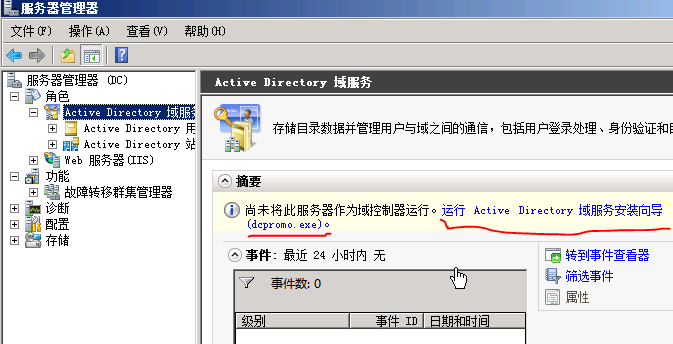 服务器管理器
文件(F) 操作(A) 查看(V) 帮助(H)
服务器管理器 (DC)
角色
Active Directory 域服务
Active Directory 用
Active Directory 站
Web 服务器(IIS)
功能
故障转移群集管理器
诊断
配置
存储
Active Directory 域服务
存储目录数据并管理用户与域之间的通信，包括用户登录处理、身份验证和目
摘要
尚未将此服务器作为域控制器运行。运行 Active Directory 域服务安装向导
(dcpromo.exe)。
事件: 最近 24 小时内 无
事件数: 0
级别 事件 ID 日期和时间
转到事件查看器
筛选事件
属性